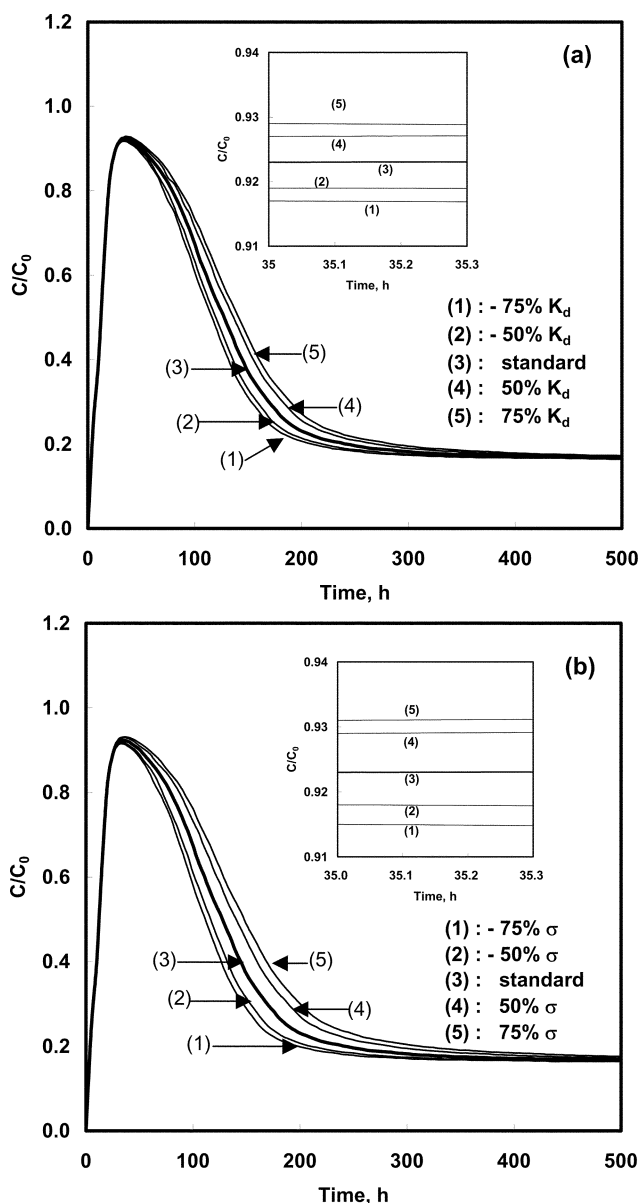 1.2
1.0
0.8
0.6
0.4
0.2
0.0
C/C0
0 100 200 300 400 500
Time, h
(a)
0.94
0.93
0.92
0.91
C/C0
35 35.1 35.2 35.3
Time, h
(5)
(4)
(3)
(2)
(1)
(5)
(3)
(4)
(2)
(1)
(1) : - 75% Kd
(2) : - 50% Kd
(3) : standard
(4) : 50% Kd
(5) : 75% Kd
1.2
1.0
0.8
0.6
0.4
0.2
0.0
C/C0
0 100 200 300 400 500
Time, h
(b)
0.94
0.93
0.92
0.91
C/C0
35.0 35.1 35.2 35.3
Time, h
(5)
(4)
(3)
(2)
(1)
(3)
(5)
(2)
(4)
(1)
(1) : - 75% σ
(2) : - 50% σ
(3) : standard
(4) : 50% σ
(5) : 75% σ